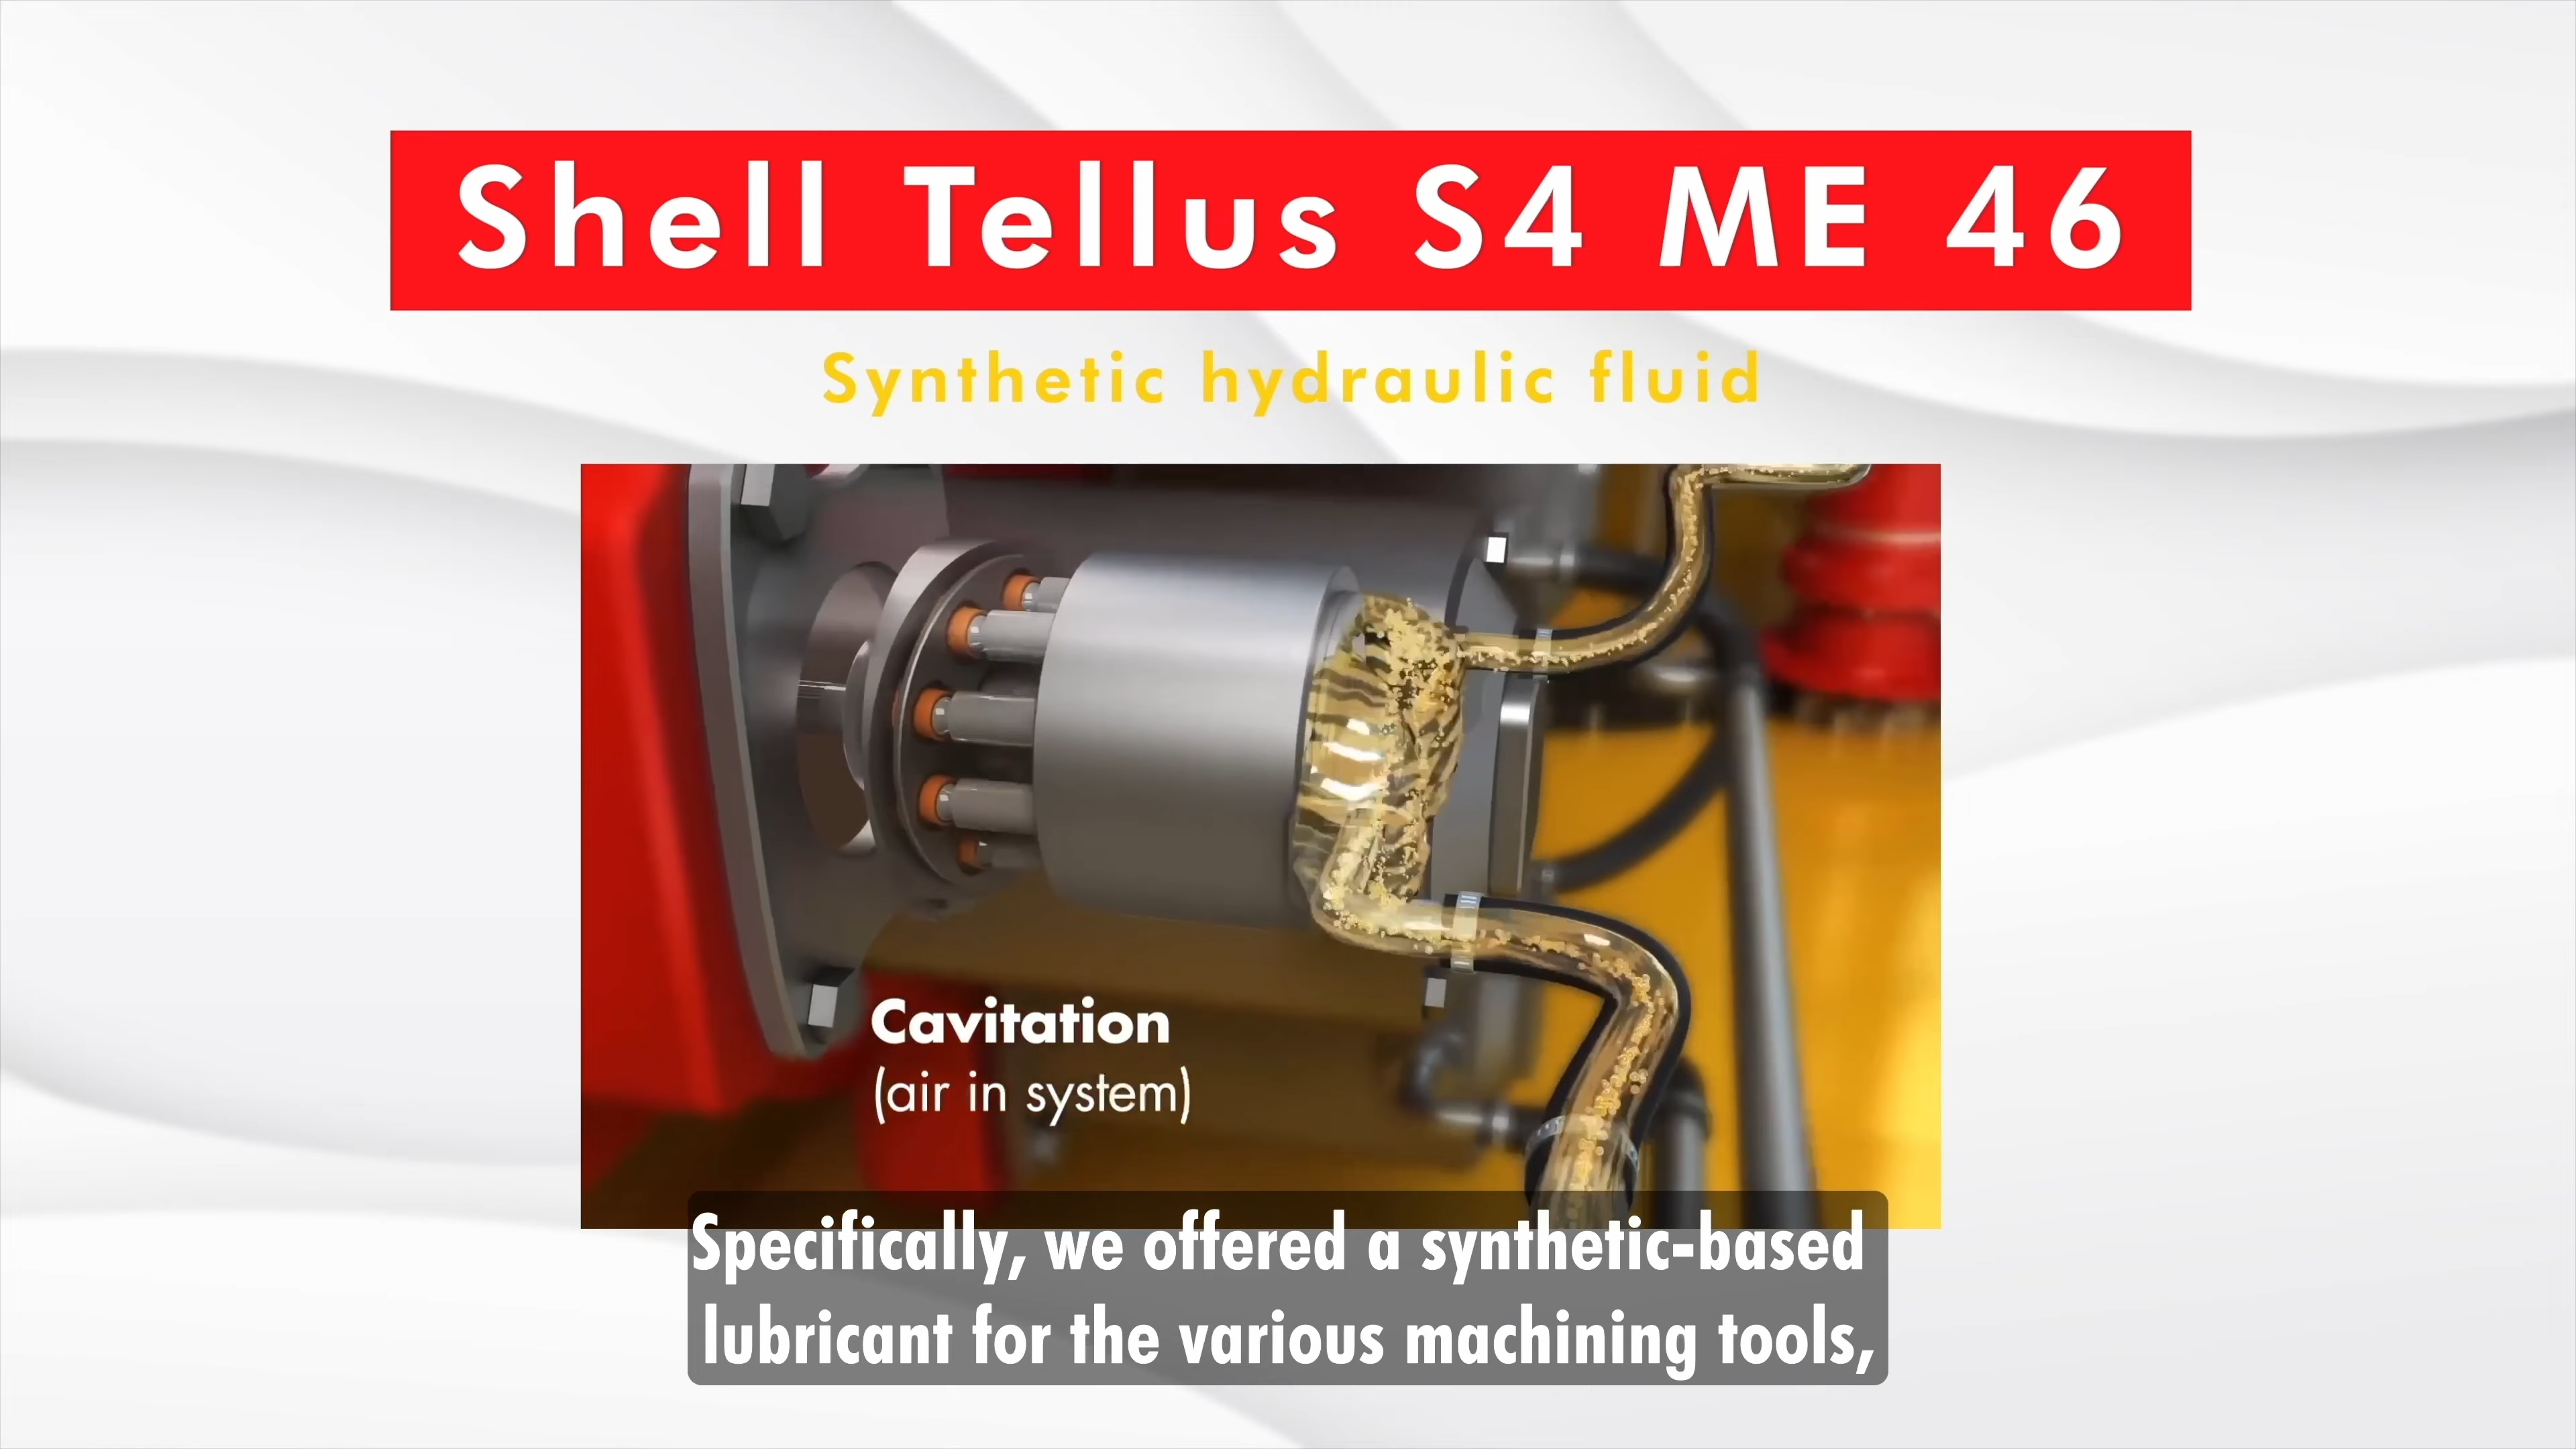 Shell Tellus S4 ME 46
Synthetic hydraulic fluid
Cavitation
(air in system)
Specifically, we offered a synthetic-based
lubricant for the various machining tools,